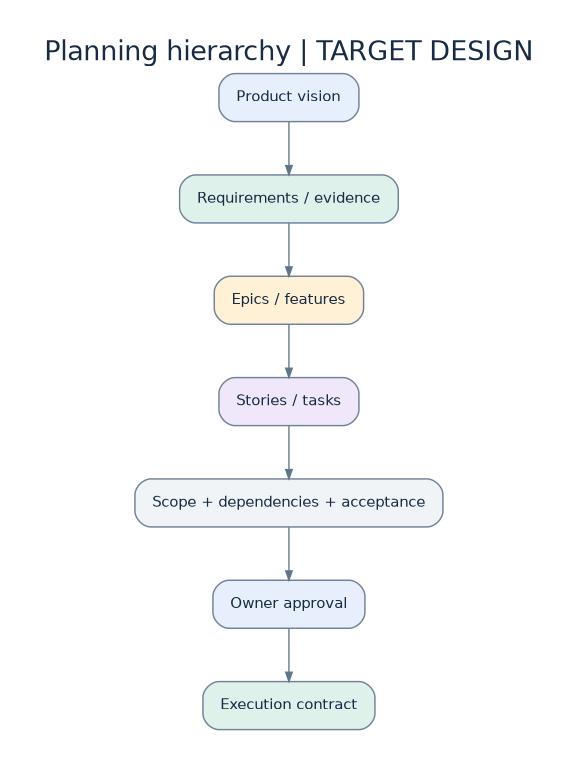 Planning hierarchy | TARGET DESIGN
Product vision
Requirements / evidence
Epics / features
Stories / tasks
Scope + dependencies + acceptance
Owner approval
Execution contract